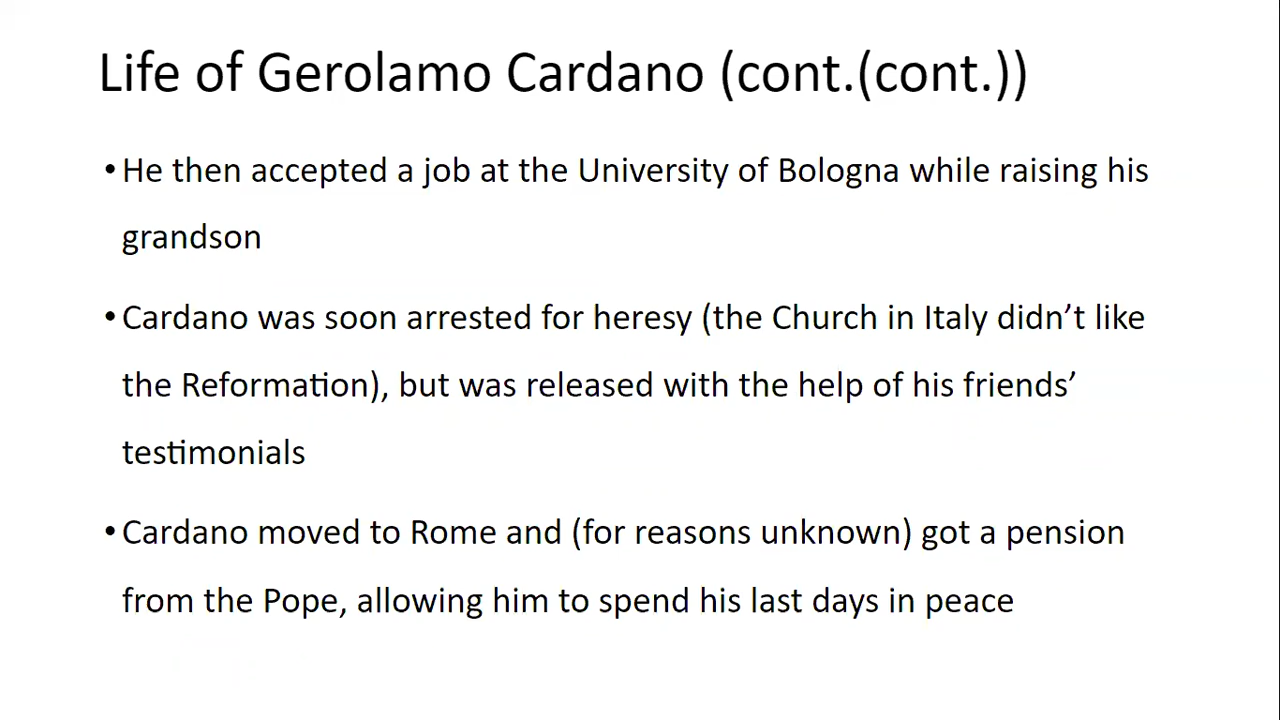 Life of Gerolamo Cardano (cont.(cont.))
• He then accepted a job at the University of Bologna while raising his
grandson
• Cardano was soon arrested for heresy (the Church in Italy didn’t like
the Reformation), but was released with the help of his friends’
testimonials
• Cardano moved to Rome and (for reasons unknown) got a pension
from the Pope, allowing him to spend his last days in peace